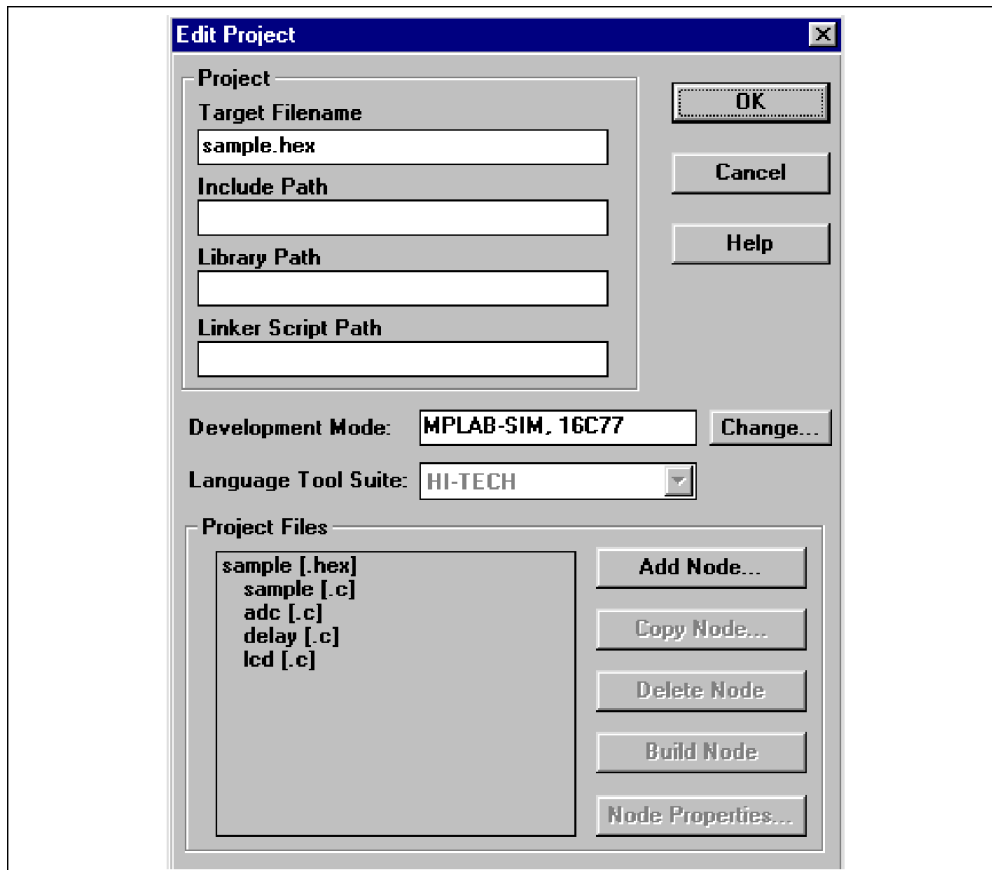 Edit Project
Project
Target Filename
sample.hex
Include Path
Library Path
Linker Script Path
OK
Cancel
Help
Development Mode:
MPLAB-SIM, 16C77
Change...
Language Tool Suite:
HI-TECH
Project Files
sample [.hex]
sample [.c]
adc [.c]
delay [.c]
lcd [.c]
Add Node...
Copy Node...
Delete Node
Build Node
Node Properties...